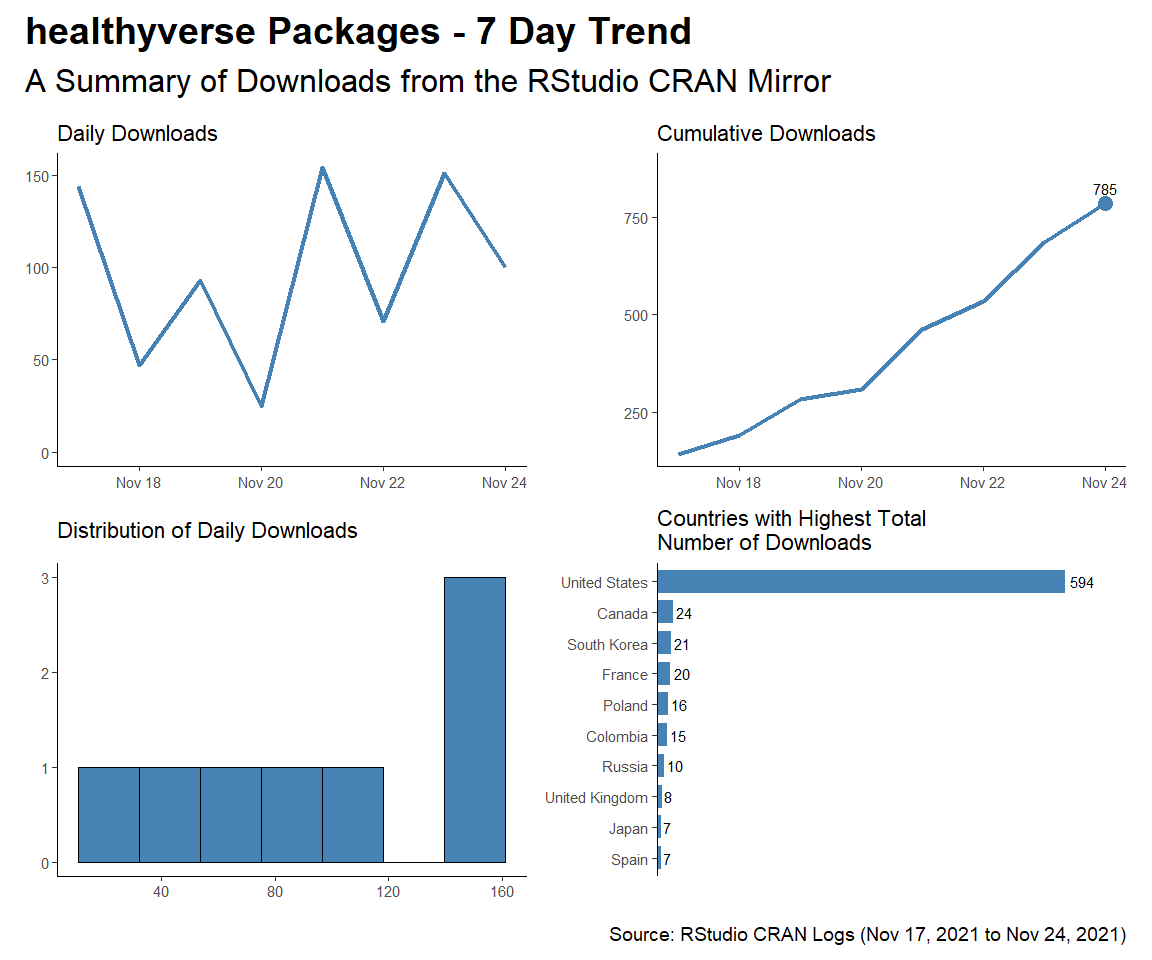 healthyverse Packages - 7 Day Trend
A Summary of Downloads from the RStudio CRAN Mirror
Daily Downloads
150
100
50
0
Nov 18 Nov 20 Nov 22 Nov 24
Cumulative Downloads
785
750
500
250
Nov 18 Nov 20 Nov 22 Nov 24
Distribution of Daily Downloads
3
2
1
0
40 80 120 160
Countries with Highest Total
Number of Downloads
United States 594
Canada 24
South Korea 21
France 20
Poland 16
Colombia 15
Russia 10
United Kingdom 8
Japan 7
Spain 7
Source: RStudio CRAN Logs (Nov 17, 2021 to Nov 24, 2021)